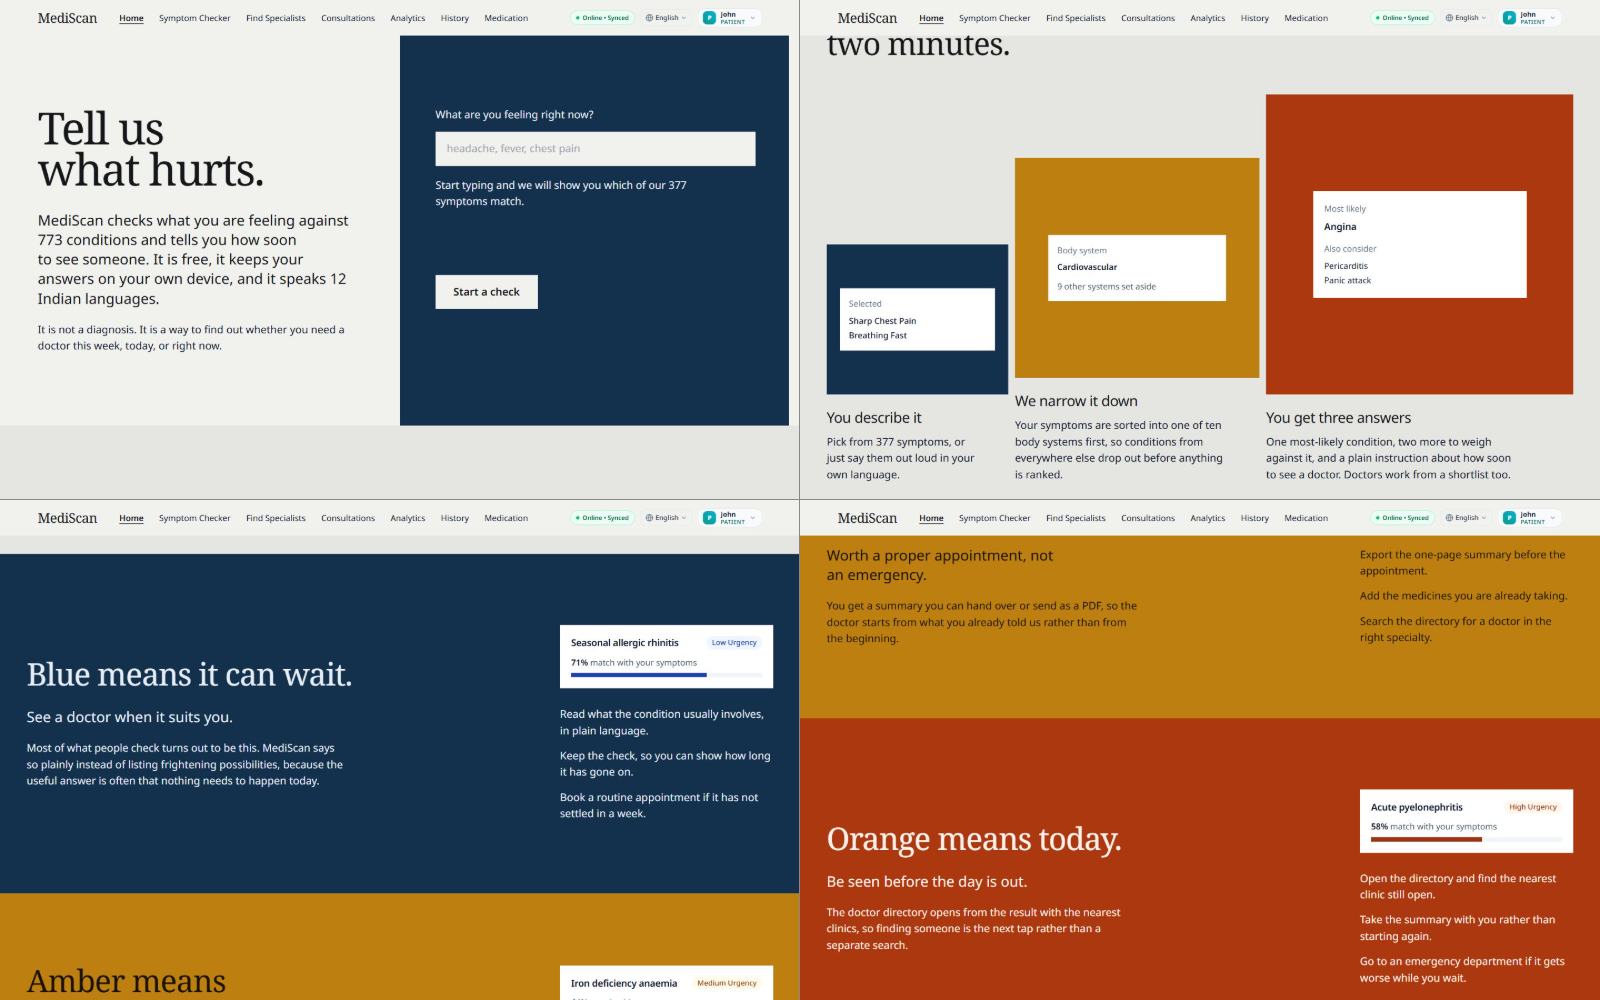 MediScan Home Symptom Checker Find Specialists Consultations Analytics History Medication Online • Synced English P John PATIENT
Tell us
what hurts.
MediScan checks what you are feeling against
773 conditions and tells you how soon
to see someone. It is free, it keeps your
answers on your own device, and it speaks 12
Indian languages.
It is not a diagnosis. It is a way to find out whether you need a
doctor this week, today, or right now.
What are you feeling right now?
headache, fever, chest pain
Start typing and we will show you which of our 377
symptoms match.
Start a check
MediScan Home Symptom Checker Find Specialists Consultations Analytics History Medication Online • Synced English P John PATIENT
two minutes.
Selected
Sharp Chest Pain
Breathing Fast
You describe it
Pick from 377 symptoms, or
just say them out loud in your
own language.
Body system
Cardiovascular
9 other systems set aside
We narrow it down
Your symptoms are sorted into one of ten
body systems first, so conditions from
everywhere else drop out before anything
is ranked.
Most likely
Angina
Also consider
Pericarditis
Panic attack
You get three answers
One most-likely condition, two more to weigh
against it, and a plain instruction about how soon
to see a doctor. Doctors work from a shortlist too.
MediScan Home Symptom Checker Find Specialists Consultations Analytics History Medication Online • Synced English P John PATIENT
Blue means it can wait.
See a doctor when it suits you.
Most of what people check turns out to be this. MediScan says
so plainly instead of listing frightening possibilities, because the
useful answer is often that nothing needs to happen today.
Seasonal allergic rhinitis Low Urgency
71% match with your symptoms
Read what the condition usually involves,
in plain language.
Keep the check, so you can show how long
it has gone on.
Book a routine appointment if it has not
settled in a week.
Amber means
Iron deficiency anaemia Medium Urgency
MediScan Home Symptom Checker Find Specialists Consultations Analytics History Medication Online • Synced English P John PATIENT
Worth a proper appointment, not
an emergency.
You get a summary you can hand over or send as a PDF, so the
doctor starts from what you already told us rather than from
the beginning.
Export the one-page summary before the
appointment.
Add the medicines you are already taking.
Search the directory for a doctor in the
right specialty.
Orange means today.
Be seen before the day is out.
The doctor directory opens from the result with the nearest
clinics, so finding someone is the next tap rather than a
separate search.
Acute pyelonephritis High Urgency
58% match with your symptoms
Open the directory and find the nearest
clinic still open.
Take the summary with you rather than
starting again.
Go to an emergency department if it gets
worse while you wait.